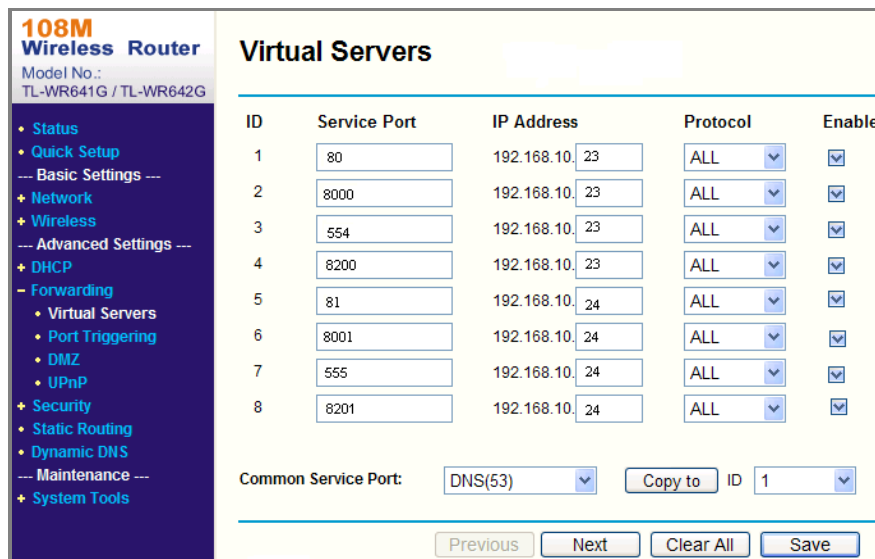 108M
Wireless Router
Model No.:
TL-WR641G / TL-WR642G
Status
Quick Setup
--- Basic Settings ---
+ Network
+ Wireless
--- Advanced Settings ---
+ DHCP
– Forwarding
Virtual Servers
Port Triggering
DMZ
UPnP
+ Security
Static Routing
Dynamic DNS
--- Maintenance ---
+ System Tools
Virtual Servers
ID Service Port IP Address Protocol Enable
1 80 192.168.10. 23 ALL
2 8000 192.168.10. 23 ALL
3 554 192.168.10. 23 ALL
4 8200 192.168.10. 23 ALL
5 81 192.168.10. 24 ALL
6 8001 192.168.10. 24 ALL
7 555 192.168.10. 24 ALL
8 8201 192.168.10. 24 ALL
Common Service Port: DNS(53) Copy to ID 1
Previous Next Clear All Save